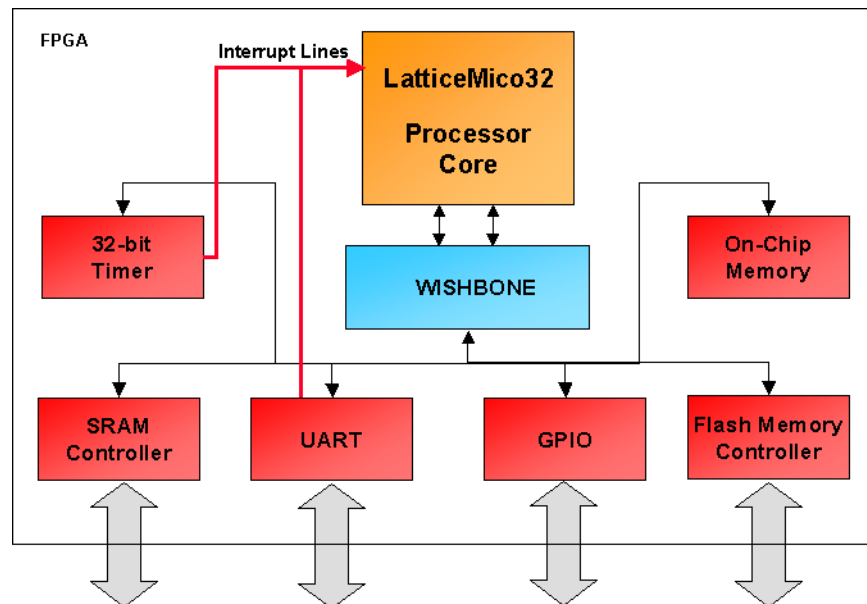 FPGA
Interrupt Lines
LatticeMico32
Processor
Core
32-bit
Timer
WISHBONE
On-Chip
Memory
SRAM
Controller
UART
GPIO
Flash Memory
Controller